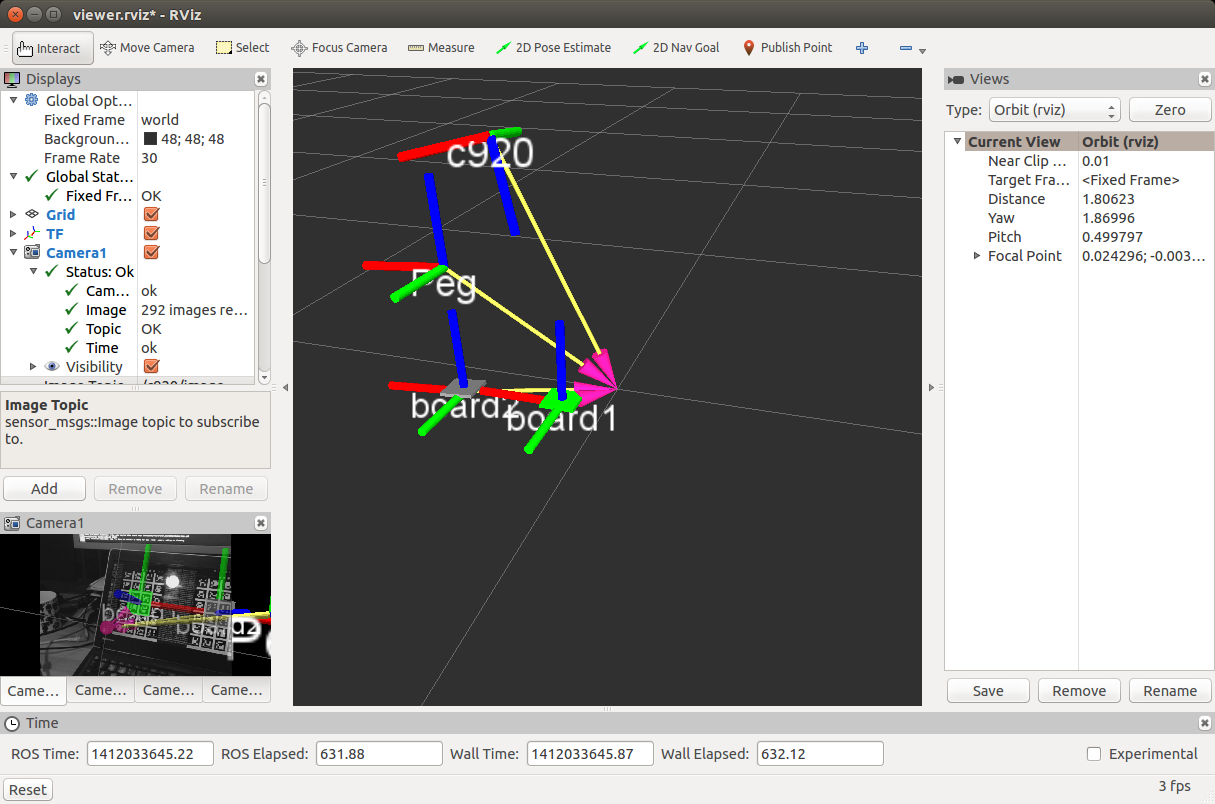 viewer.rviz* - RViz
Interact Move Camera Select Focus Camera Measure 2D Pose Estimate 2D Nav Goal Publish Point
Displays
Global Opt...
Fixed Frame world
Backgroun... 48; 48; 48
Frame Rate 30
Global Stat...
Fixed Fr... OK
Grid
TF
Camera1
Status: Ok
Cam... ok
Image 292 images re...
Topic OK
Time ok
Visibility
Image Topic /c920/image
Image Topic
sensor_msgs::Image topic to subscribe
to.
Add Remove Rename
Camera1
Came... Came... Came... Came...
c920
Peg
board2
board1
Views
Type: Orbit (rviz) Zero
Current View Orbit (rviz)
Near Clip ... 0.01
Target Fra... <Fixed Frame>
Distance 1.80623
Yaw 1.86996
Pitch 0.499797
Focal Point 0.024296; -0.003...
Save Remove Rename
Time
ROS Time: 1412033645.22 ROS Elapsed: 631.88 Wall Time: 1412033645.87 Wall Elapsed: 632.12 Experimental
Reset 3 fps